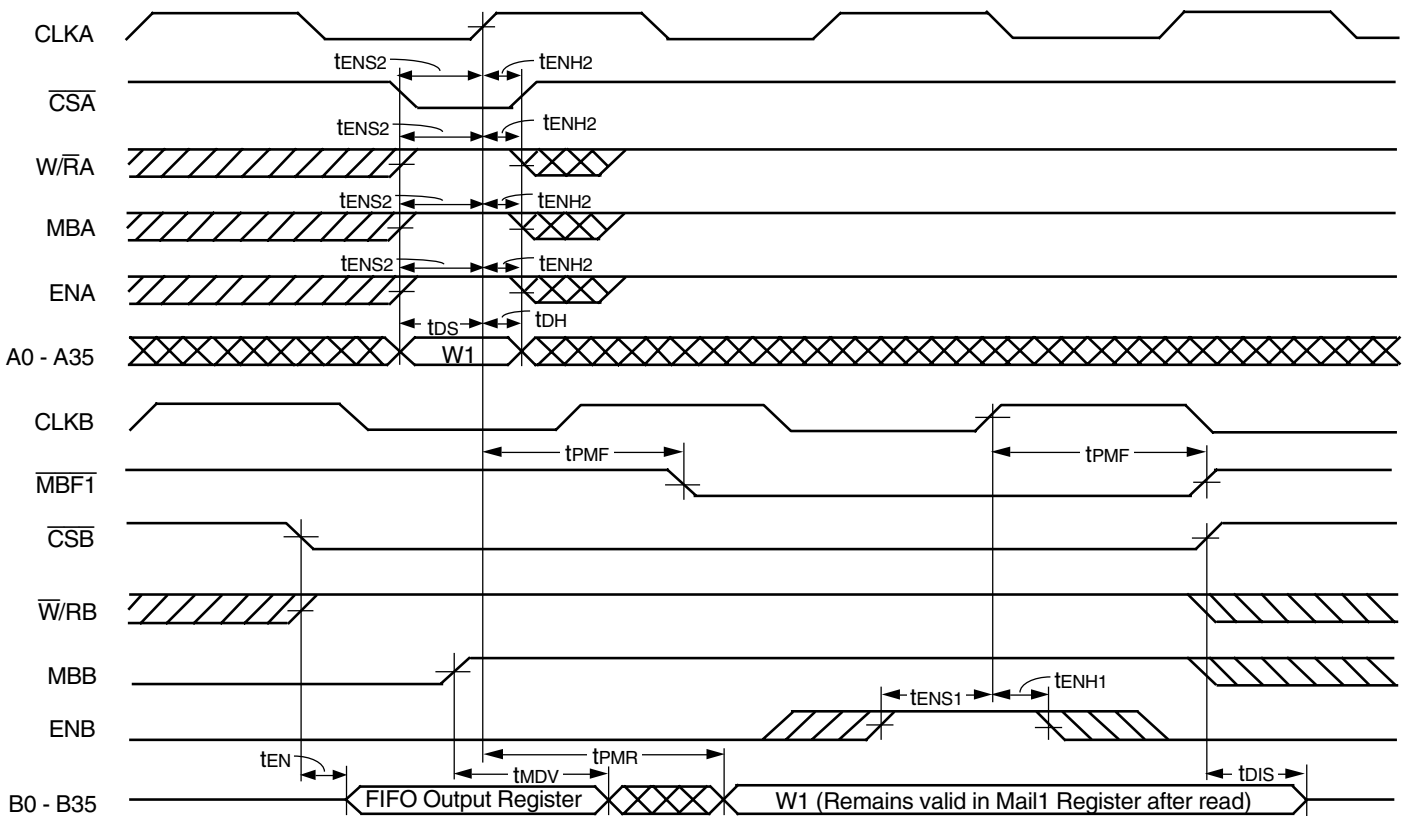 CLKA
tENS2 tENH2
CSA
tENS2 tENH2
W/RA
tENS2 tENH2
MBA
tENS2 tENH2
ENA
tDS tDH
A0 - A35 W1
CLKB
tPMF tPMF
MBF1
CSB
W/RB
MBB
tENS1 tENH1
ENB
tEN tPMR
tMDV tDIS
B0 - B35 FIFO Output Register W1 (Remains valid in Mail1 Register after read)